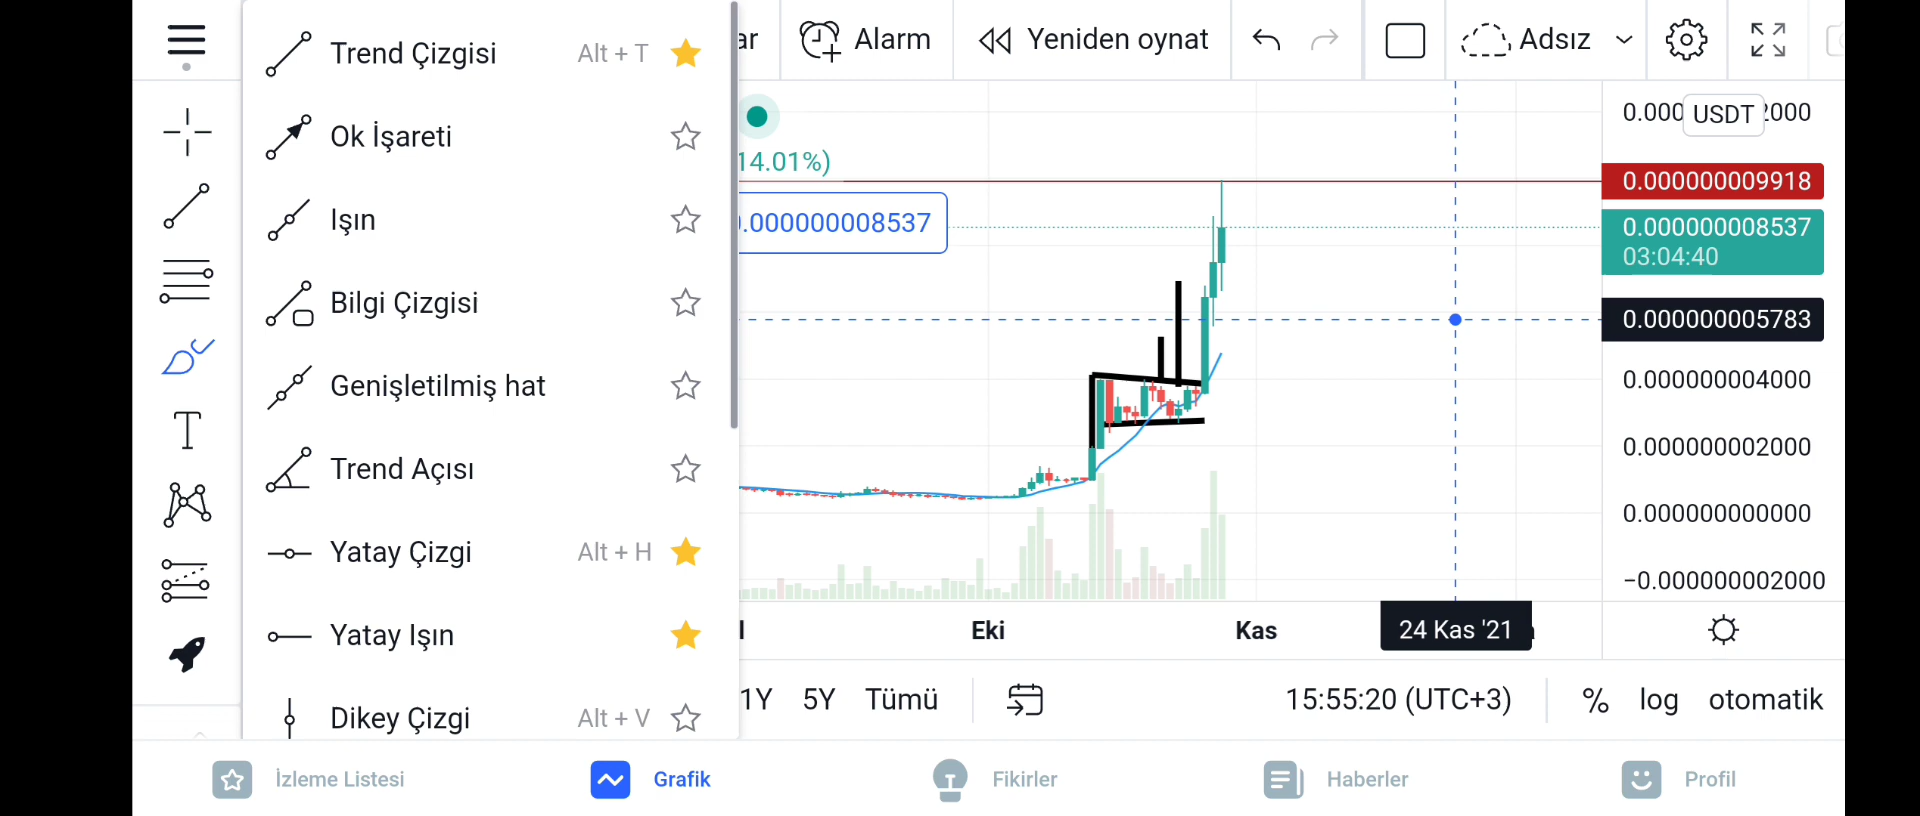 Trend Çizgisi Alt + T
Ok İşareti
Işın
Bilgi Çizgisi
Genişletilmiş hat
Trend Açısı
Yatay Çizgi Alt + H
Yatay Işın
Dikey Çizgi Alt + V
ar Alarm Yeniden oynat Adsız
14.01%)
.000000008537
0.000 USDT 2000
0.000000009918
0.000000008537
03:04:40
0.000000005783
0.000000004000
0.000000002000
0.000000000000
−0.000000002000
Eki Kas 24 Kas '21
1Y 5Y Tümü 15:55:20 (UTC+3) % log otomatik
İzleme Listesi Grafik Fikirler Haberler Profil